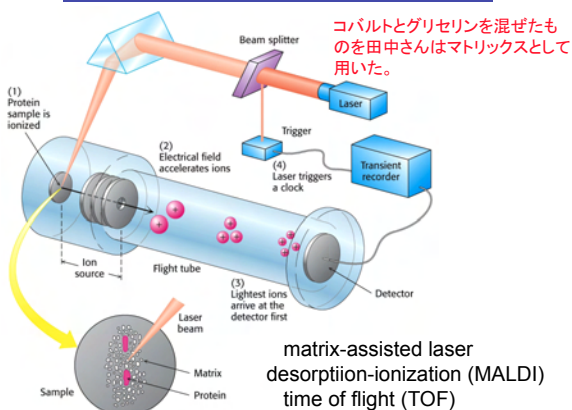 コバルトとグリセリンを混ぜたも
のを田中さんはマトリックスとして
用いた。
Beam splitter
Laser
(1)
Protein
sample is
ionized
(2)
Electrical field
accelerates ions
Trigger
(4)
Laser triggers
a clock
Transient
recorder
Ion
source
Flight tube
(3)
Lightest ions
arrive at the
detector first
Detector
Laser
beam
Matrix
Protein
Sample
matrix-assisted laser
desorptiion-ionization (MALDI)
time of flight (TOF)